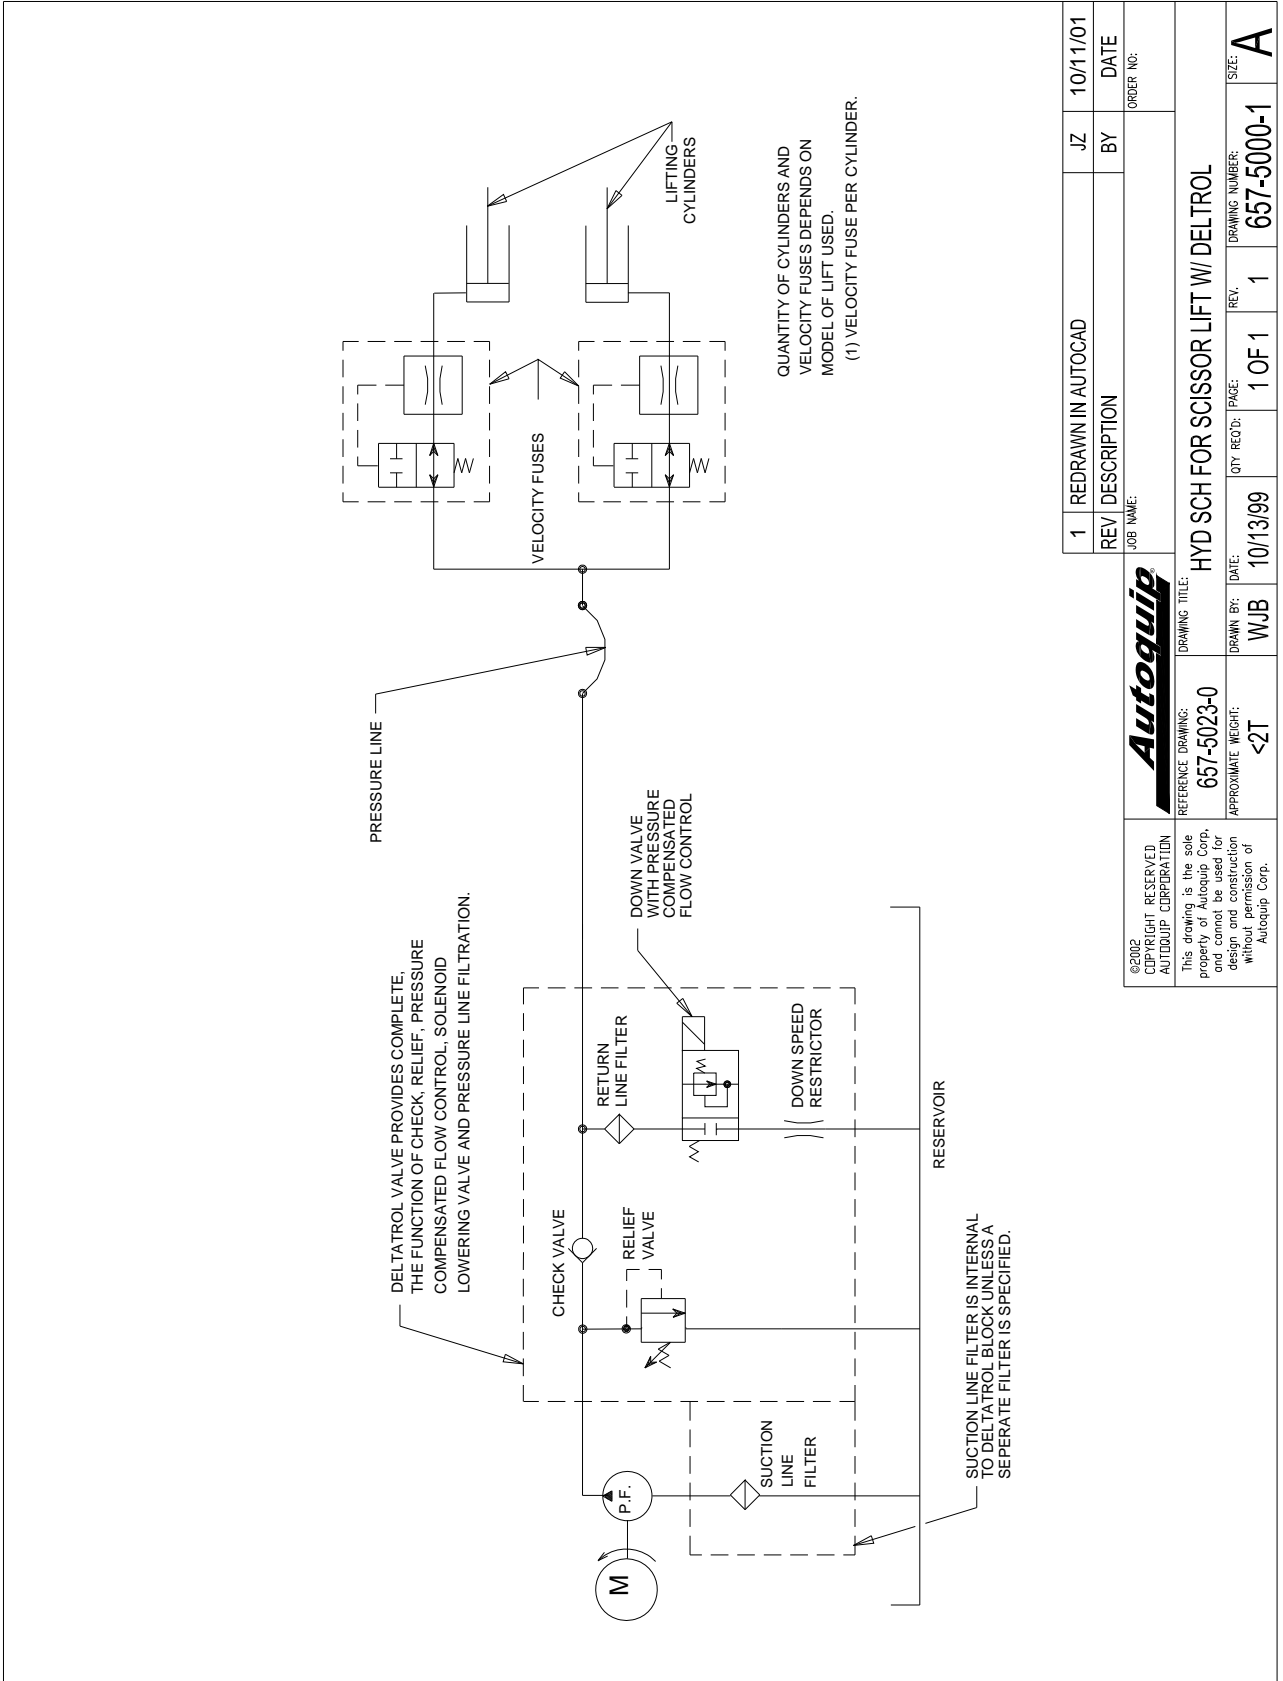 PRESSURE LINE
DELTATROL VALVE PROVIDES COMPLETE,
THE FUNCTION OF CHECK, RELIEF, PRESSURE
COMPENSATED FLOW CONTROL, SOLENOID
LOWERING VALVE AND PRESSURE LINE FILTRATION.
VELOCITY FUSES
LIFTING
CYLINDERS
QUANTITY OF CYLINDERS AND
VELOCITY FUSES DEPENDS ON
MODEL OF LIFT USED.
(1) VELOCITY FUSE PER CYLINDER.
CHECK VALVE
RELIEF
VALVE
RETURN
LINE FILTER
DOWN VALVE
WITH PRESSURE
COMPENSATED
FLOW CONTROL
DOWN SPEED
RESTRICTOR
M
P.F.
SUCTION
LINE
FILTER
RESERVOIR
SUCTION LINE FILTER IS INTERNAL
TO DELTATROL BLOCK UNLESS A
SEPERATE FILTER IS SPECIFIED.
1 REDRAWN IN AUTOCAD JZ 10/11/01
REV DESCRIPTION BY DATE
©2002
COPYRIGHT RESERVED
AUTOQUIP CORPORATION
This drawing is the sole
property of Autoquip Corp,
and cannot be used for
design and construction
without permission of
Autoquip Corp.
Autoquip®
JOB NAME:
ORDER NO:
REFERENCE DRAWING:
657-5023-0
DRAWING TITLE:
HYD SCH FOR SCISSOR LIFT W/ DELTROL
APPROXIMATE WEIGHT:
<2T
DRAWN BY:
WJB
DATE:
10/13/99
QTY REQ'D:
PAGE:
1 OF 1
REV.
1
DRAWING NUMBER:
657-5000-1
SIZE:
A